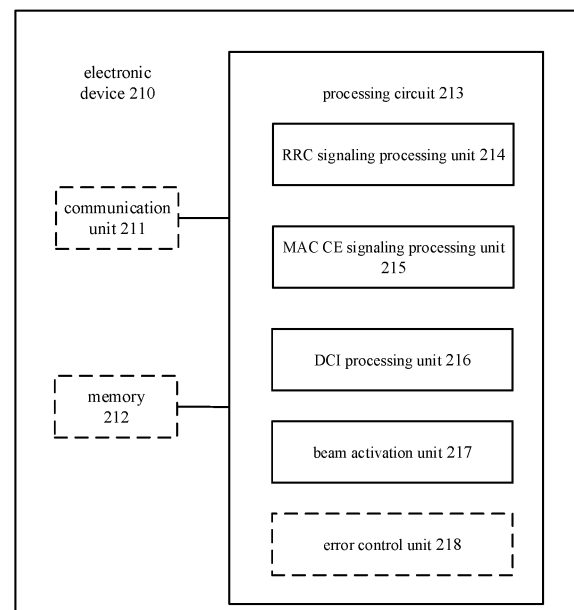 electronic
device 210
processing circuit 213
RRC signaling processing unit 214
communication
unit 211
MAC CE signaling processing unit
215
DCI processing unit 216
memory
212
beam activation unit 217
error control unit 218